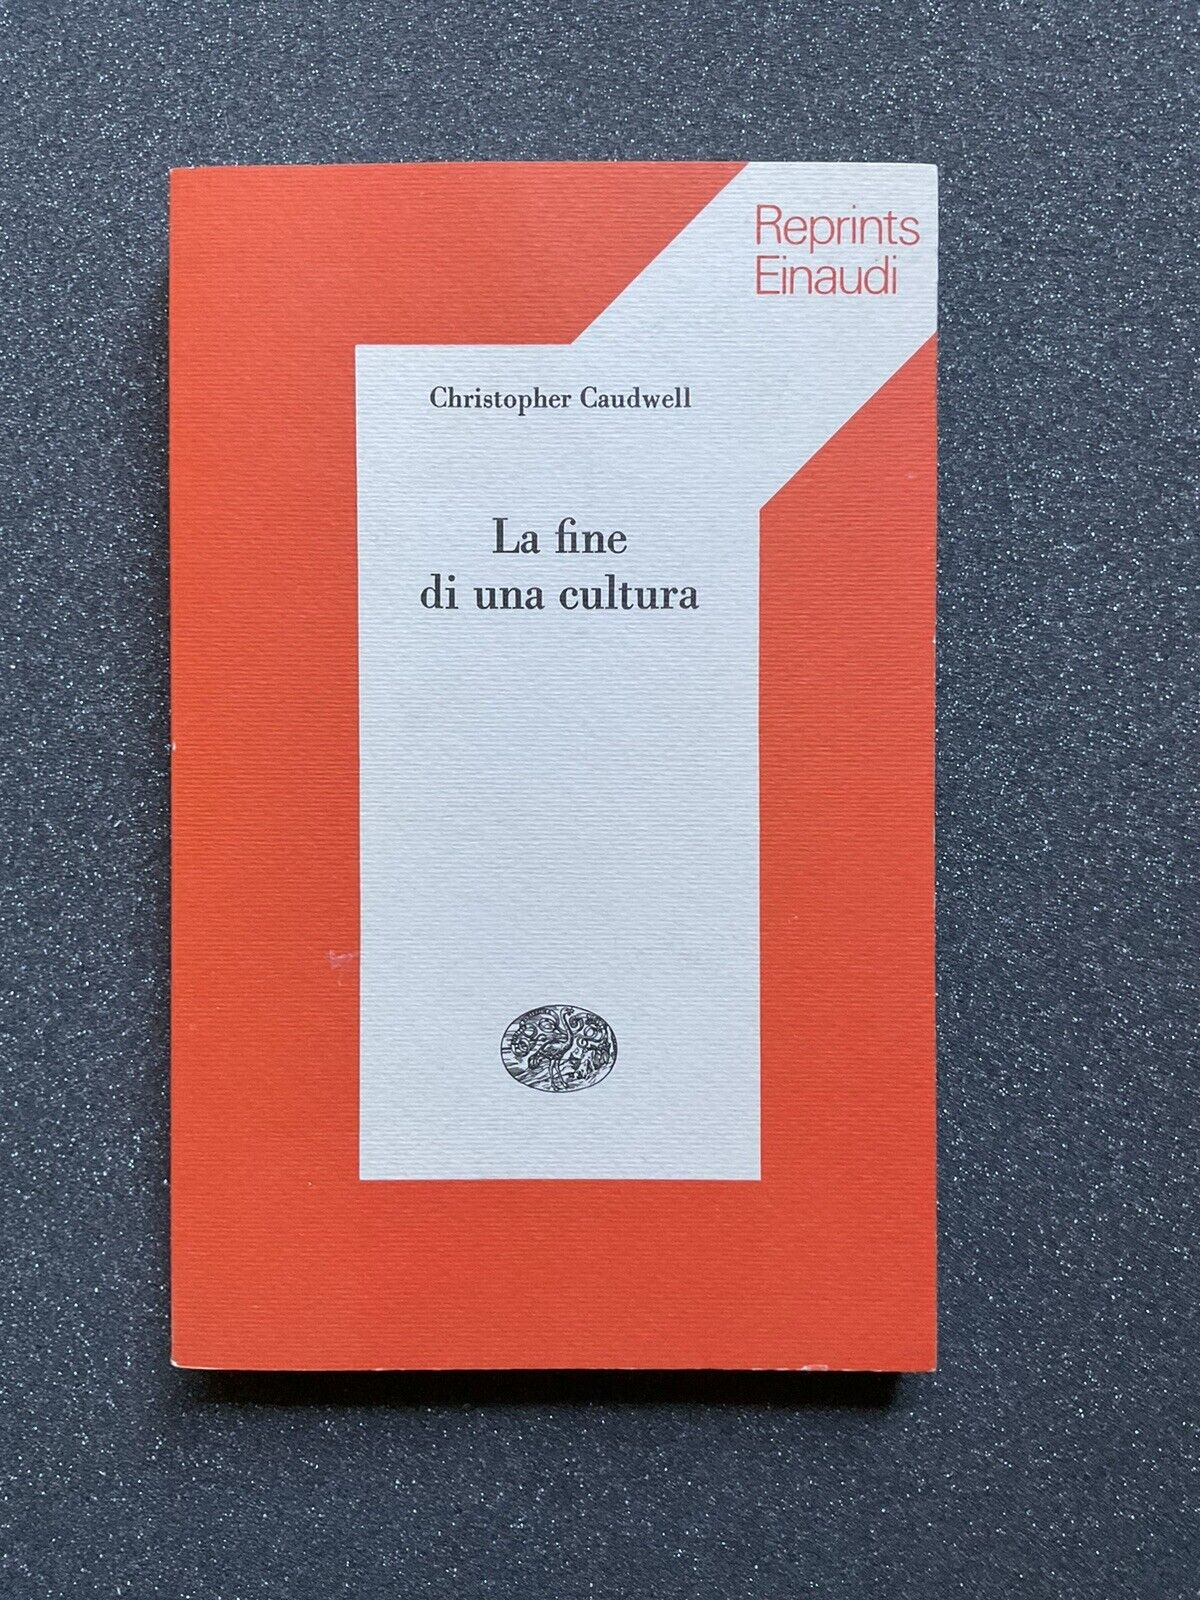 Reprints
Einaudi
Christopher Caudwell
La fine
di una cultura